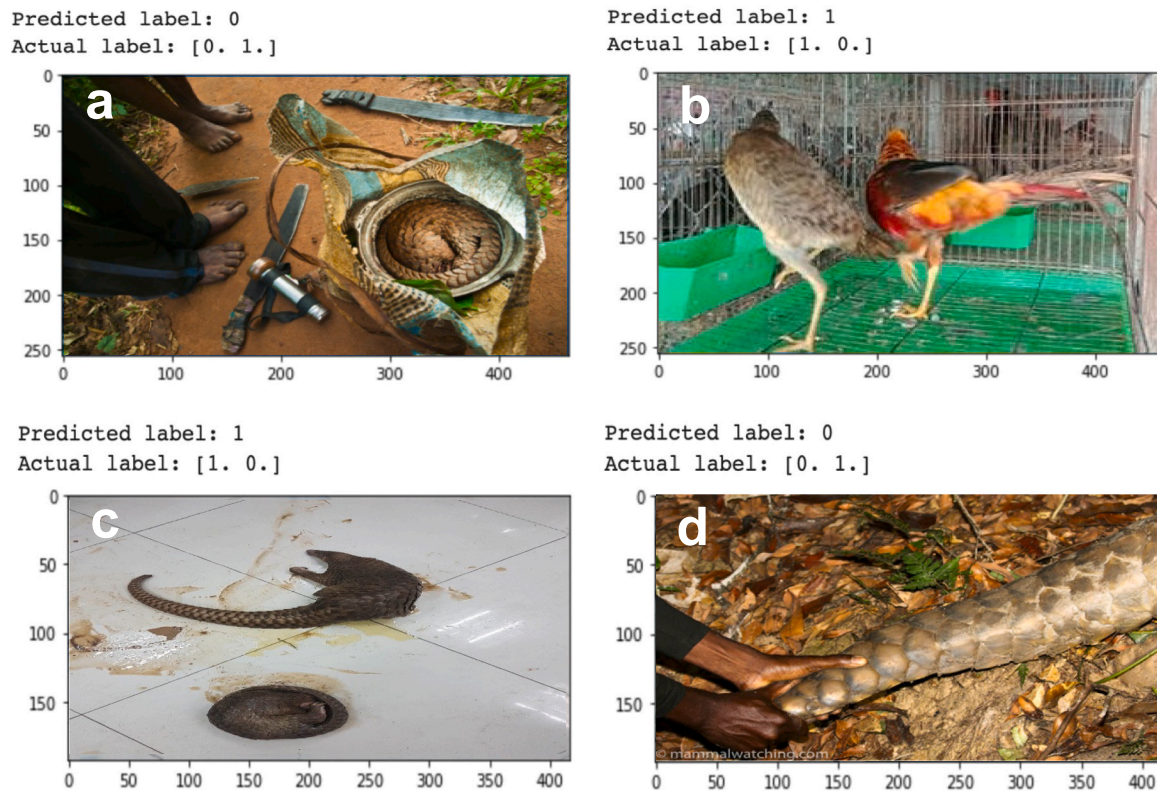 Predicted label: 0
Actual label: [0. 1.]
a
0
50
100
150
200
250
0 100 200 300 400
Predicted label: 1
Actual label: [1. 0.]
b
0
50
100
150
200
250
0 100 200 300 400
Predicted label: 1
Actual label: [1. 0.]
c
0
50
100
150
0 50 100 150 200 250 300 350 400
Predicted label: 0
Actual label: [0. 1.]
d
0
50
100
150
© mammalwatching.com
0 50 100 150 200 250 300 350 400